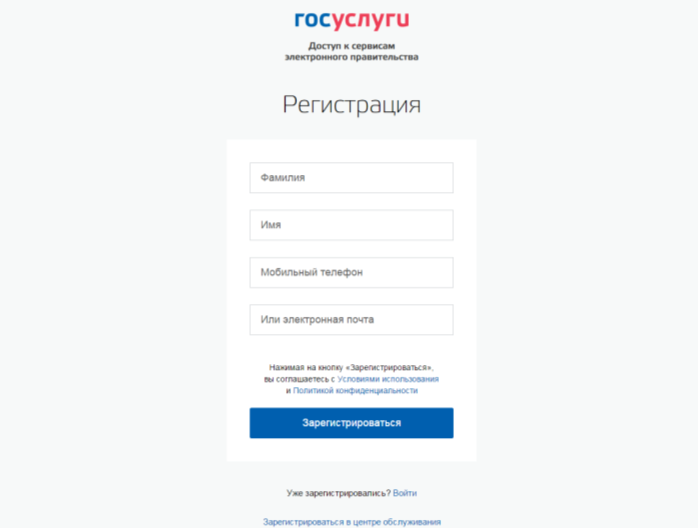 госуслуги
Доступ к сервисам
электронного правительства
Регистрация
Фамилия
Имя
Мобильный телефон
Или электронная почта
Нажимая на кнопку «Зарегистрироваться»,
вы соглашаетесь с Условиями использования
и Политикой конфиденциальности
Зарегистрироваться
Уже зарегистрировались? Войти
Зарегистрироваться в центре обслуживания